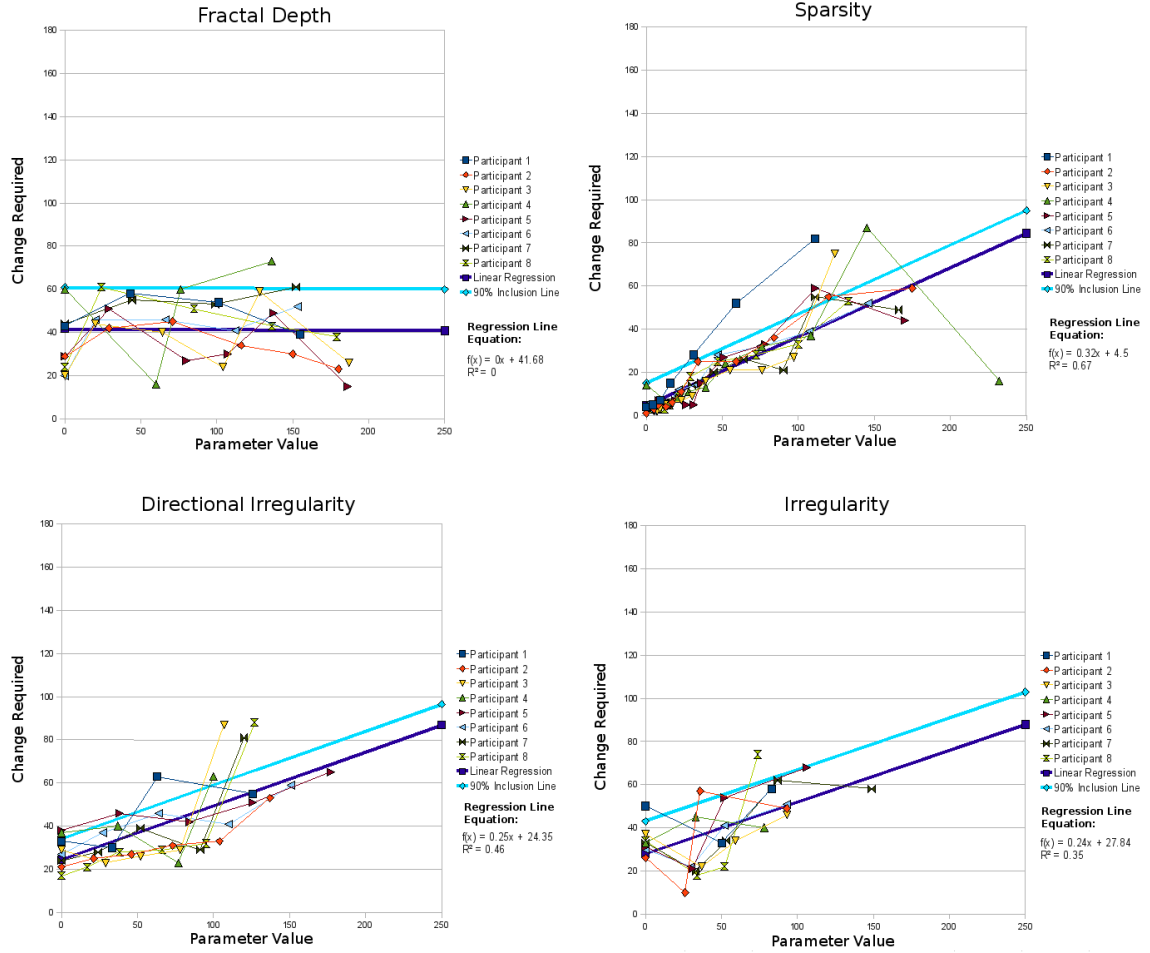 Fractal Depth
180
160
140
120
100
80
60
40
20
0
0 50 100 150 200 250
Change Required
Parameter Value
Participant 1
Participant 2
Participant 3
Participant 4
Participant 5
Participant 6
Participant 7
Participant 8
Linear Regression
90% Inclusion Line
Regression Line
Equation:
f(x) = 0x + 41.68
R² = 0
Sparsity
180
160
140
120
100
80
60
40
20
0
0 50 100 150 200 250
Change Required
Parameter Value
Participant 1
Participant 2
Participant 3
Participant 4
Participant 5
Participant 6
Participant 7
Participant 8
Linear Regression
90% Inclusion Line
Regression Line
Equation:
f(x) = 0.32x + 4.5
R² = 0.67
Directional Irregularity
180
160
140
120
100
80
60
40
20
0
0 50 100 150 200 250
Change Required
Parameter Value
Participant 1
Participant 2
Participant 3
Participant 4
Participant 5
Participant 6
Participant 7
Participant 8
Linear Regression
90% Inclusion Line
Regression Line
Equation:
f(x) = 0.25x + 24.35
R² = 0.46
Irregularity
180
160
140
120
100
80
60
40
20
0
0 50 100 150 200 250
Change Required
Parameter Value
Participant 1
Participant 2
Participant 3
Participant 4
Participant 5
Participant 6
Participant 7
Participant 8
Linear Regression
90% Inclusion Line
Regression Line
Equation:
f(x) = 0.24x + 27.84
R² = 0.35